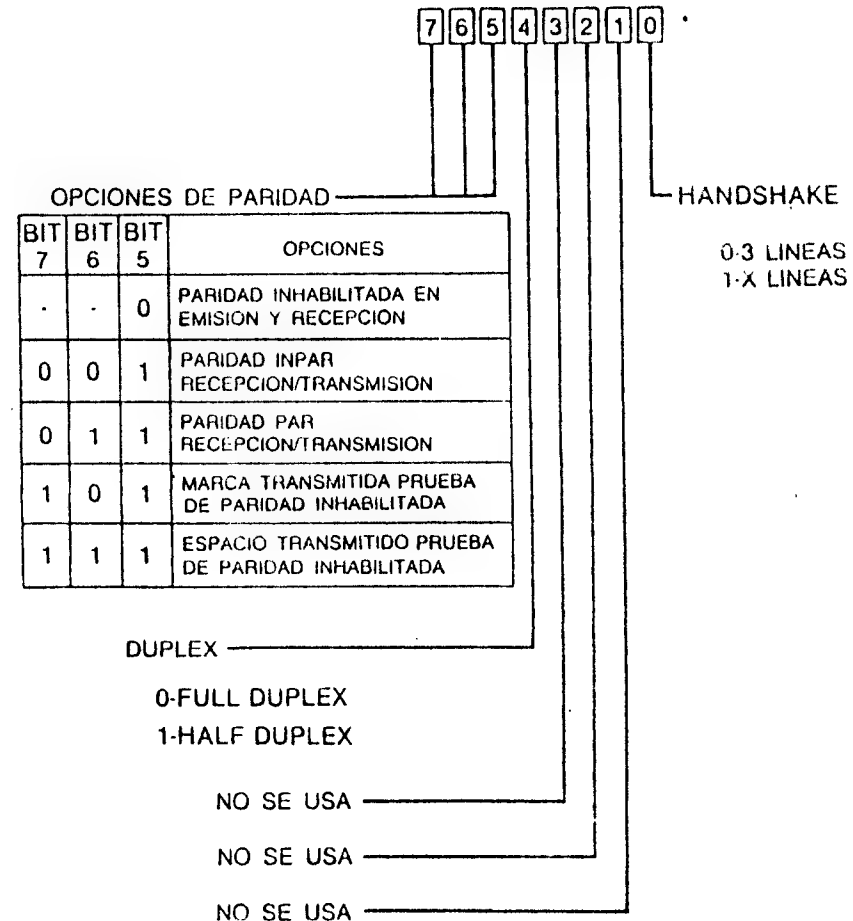 7 6 5 4 3 2 1 0
OPCIONES DE PARIDAD
HANDSHAKE
0-3 LINEAS
1-X LINEAS
BIT 7 BIT 6 BIT 5 OPCIONES
- - 0 PARIDAD INHABILITADA EN
EMISION Y RECEPCION
0 0 1 PARIDAD INPAR
RECEPCION/TRANSMISION
0 1 1 PARIDAD PAR
RECEPCION/TRANSMISION
1 0 1 MARCA TRANSMITIDA PRUEBA
DE PARIDAD INHABILITADA
1 1 1 ESPACIO TRANSMITIDO PRUEBA
DE PARIDAD INHABILITADA
DUPLEX
0-FULL DUPLEX
1-HALF DUPLEX
NO SE USA
NO SE USA
NO SE USA